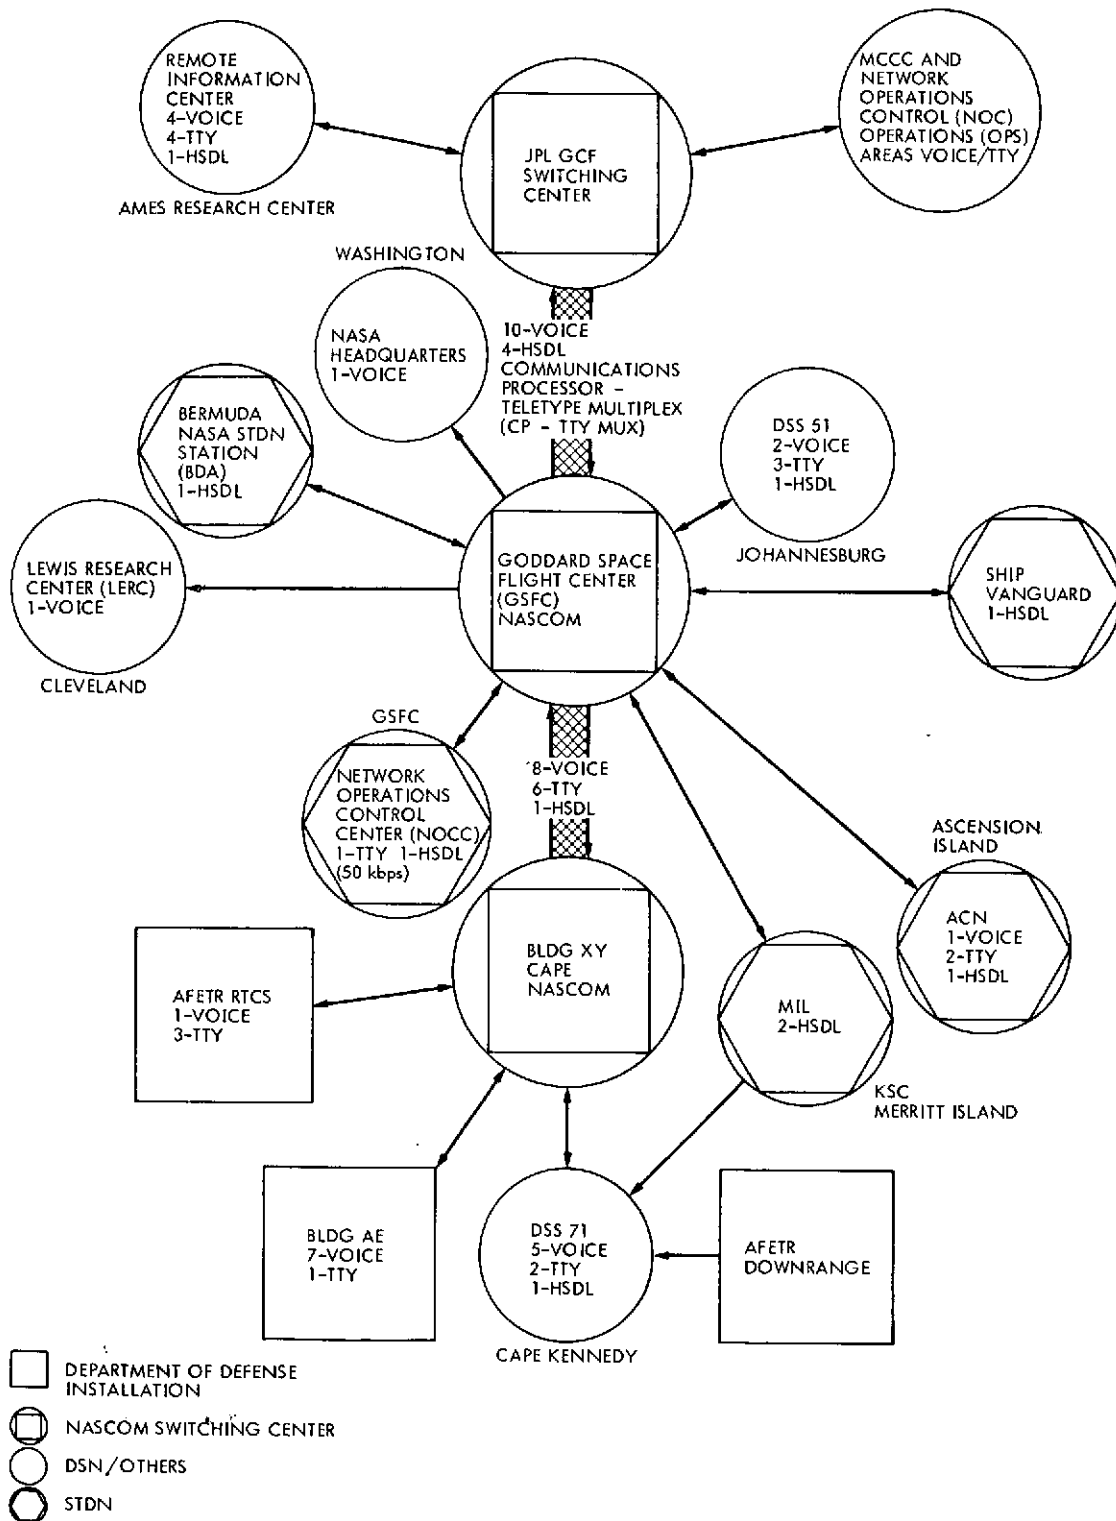 REMOTE
INFORMATION
CENTER
4-VOICE
4-TTY
1-HSDL
AMES RESEARCH CENTER
JPL GCF
SWITCHING
CENTER
MCCC AND
NETWORK
OPERATIONS
CONTROL (NOC)
OPERATIONS (OPS)
AREAS VOICE/TTY
WASHINGTON
NASA
HEADQUARTERS
1-VOICE
10-VOICE
4-HSDL
COMMUNICATIONS
PROCESSOR -
TELETYPE MULTIPLEX
(CP - TTY MUX)
BERMUDA
NASA STDN
STATION
(BDA)
1-HSDL
DSS 51
2-VOICE
3-TTY
1-HSDL
JOHANNESBURG
LEWIS RESEARCH
CENTER (LERC)
1-VOICE
CLEVELAND
GODDARD SPACE
FLIGHT CENTER
(GSFC)
NASCOM
SHIP
VANGUARD
1-HSDL
GSFC
NETWORK
OPERATIONS
CONTROL
CENTER (NOCC)
1-TTY 1-HSDL
(50 kbps)
8-VOICE
6-TTY
1-HSDL
ASCENSION
ISLAND
ACN
1-VOICE
2-TTY
1-HSDL
AFETR RTCS
1-VOICE
3-TTY
BLDG XY
CAPE
NASCOM
MIL
2-HSDL
KSC
MERRITT ISLAND
BLDG AE
7-VOICE
1-TTY
DSS 71
5-VOICE
2-TTY
1-HSDL
CAPE KENNEDY
AFETR
DOWNRANGE
DEPARTMENT OF DEFENSE
INSTALLATION
NASCOM SWITCHING CENTER
DSN/OTHERS
STDN